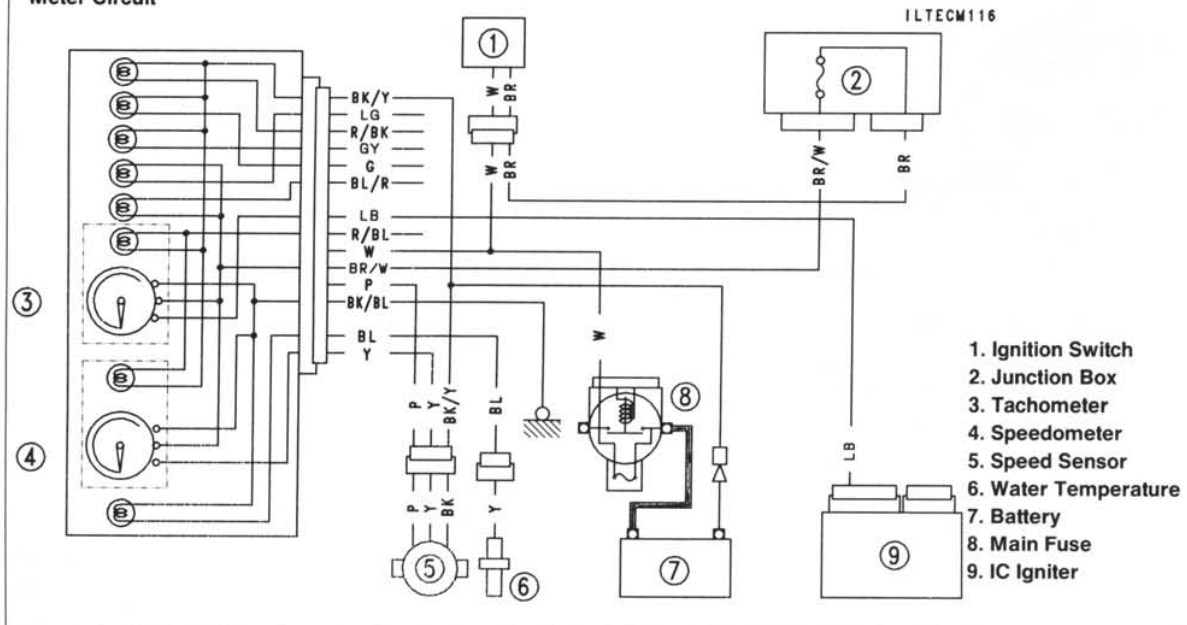 Meter Circuit
ILTECM116
1
2
W
BR
W
BR
BR/W
BR
BK/Y
LG
R/BK
GY
G
BL/R
LB
R/BL
W
BR/W
P
BK/BL
BL
Y
3
4
P
Y
BK/Y
BL
W
8
LB
P
Y
BK
Y
5
6
7
9
1. Ignition Switch
2. Junction Box
3. Tachometer
4. Speedometer
5. Speed Sensor
6. Water Temperature
7. Battery
8. Main Fuse
9. IC Igniter